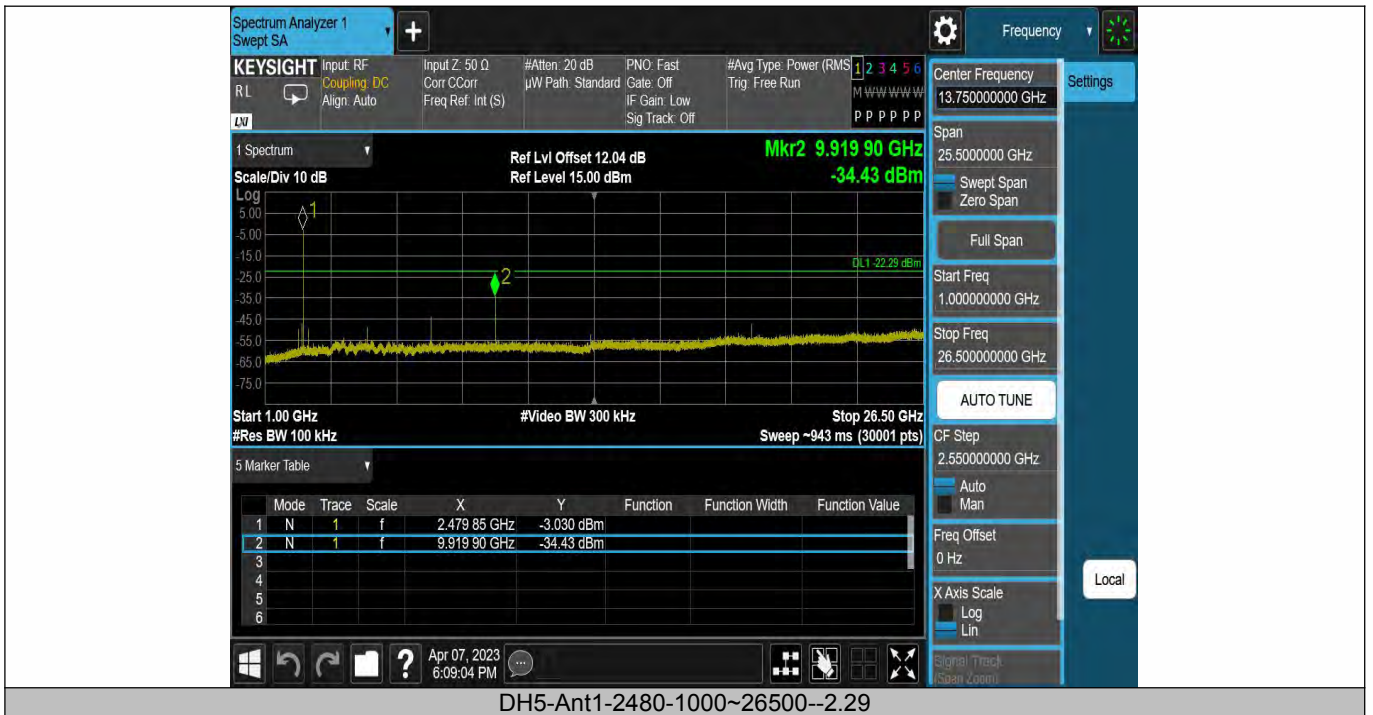 Spectrum Analyzer 1
Swept SA
+
Frequency
KEYSIGHT
RL
LXI
Input: RF
Coupling: DC
Align: Auto
Input Z: 50 Ω
Corr CCorr
Freq Ref: Int (S)
#Atten: 20 dB
µW Path: Standard
PNO: Fast
Gate: Off
IF Gain: Low
Sig Track: Off
#Avg Type: Power (RMS
Trig: Free Run
1 2 3 4 5 6
M W W W W W
P P P P P P
1 Spectrum
Scale/Div 10 dB
Ref Lvl Offset 12.04 dB
Ref Level 15.00 dBm
Mkr2 9.919 90 GHz
-34.43 dBm
Log
5.00
-5.00
-15.0
-25.0
-35.0
-45.0
-55.0
-65.0
-75.0
1
2
DL1 -22.29 dBm
Start 1.00 GHz
#Res BW 100 kHz
#Video BW 300 kHz
Stop 26.50 GHz
Sweep ~943 ms (30001 pts)
5 Marker Table
Mode Trace Scale X Y Function Function Width Function Value
1 N 1 f 2.479 85 GHz -3.030 dBm
2 N 1 f 9.919 90 GHz -34.43 dBm
3
4
5
6
Apr 07, 2023
6:09:04 PM
?
Center Frequency
13.750000000 GHz
Settings
Span
25.5000000 GHz
Swept Span
Zero Span
Full Span
Start Freq
1.000000000 GHz
Stop Freq
26.500000000 GHz
AUTO TUNE
CF Step
2.550000000 GHz
Auto
Man
Freq Offset
0 Hz
X Axis Scale
Log
Lin
Local
Signal Track
(Span Zoom)
DH5-Ant1-2480-1000~26500--2.29